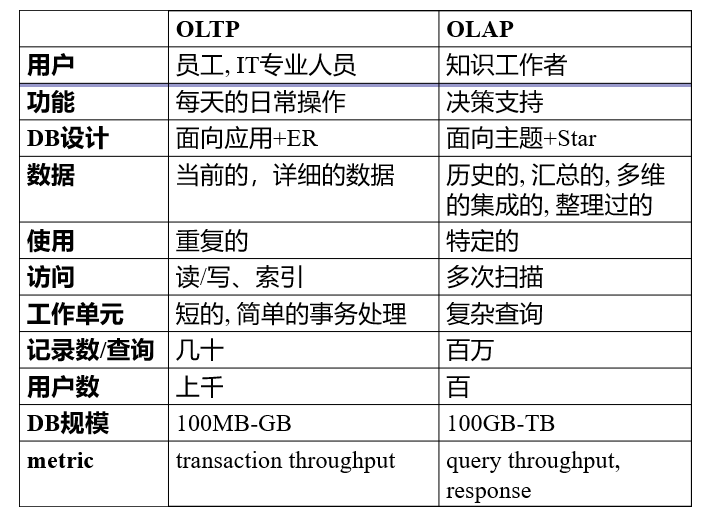 OLTP OLAP
用户 员工, IT专业人员 知识工作者
功能 每天的日常操作 决策支持
DB设计 面向应用+ER 面向主题+Star
数据 当前的，详细的数据 历史的, 汇总的, 多维
的集成的, 整理过的
使用 重复的 特定的
访问 读/写、索引 多次扫描
工作单元 短的, 简单的事务处理 复杂查询
记录数/查询 几十 百万
用户数 上千 百
DB规模 100MB-GB 100GB-TB
metric transaction throughput query throughput,
response